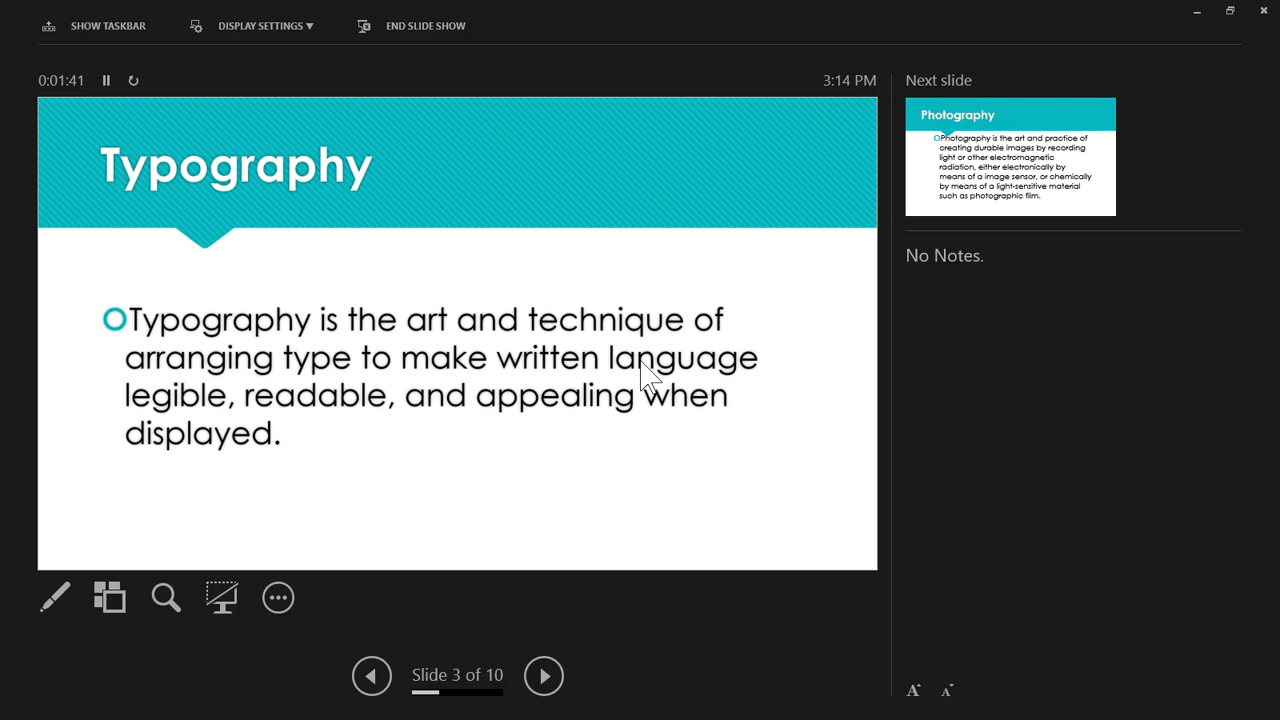 SHOW TASKBAR
DISPLAY SETTINGS ▼
END SLIDE SHOW
0:01:41
3:14 PM
Typography
Typography is the art and technique of
arranging type to make written language
legible, readable, and appealing when
displayed.
Next slide
Photography
Photography is the art and practice of
creating durable images by recording
light or other electromagnetic
radiation, either electronically by
means of a image sensor, or chemically
by means of a light-sensitive material
such as photographic film.
No Notes.
Slide 3 of 10
A A